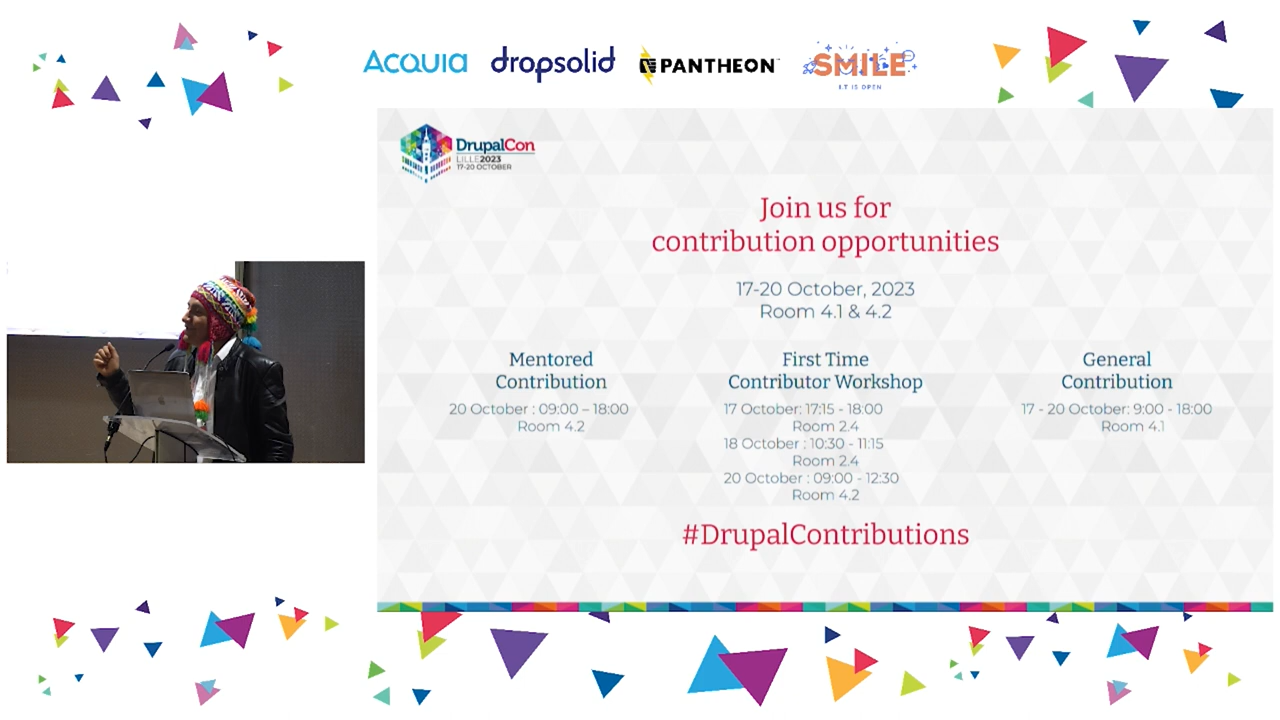 ACQUIA dropsolid PANTHEON SMILE
I.T IS OPEN
DrupalCon
LILLE2023
17-20 OCTOBER
Join us for
contribution opportunities
17-20 October, 2023
Room 4.1 & 4.2
Mentored
Contribution
20 October : 09:00 – 18:00
Room 4.2
First Time
Contributor Workshop
17 October: 17:15 - 18:00
Room 2.4
18 October : 10:30 - 11:15
Room 2.4
20 October : 09:00 - 12:30
Room 4.2
General
Contribution
17 - 20 October: 9:00 - 18:00
Room 4.1
#DrupalContributions